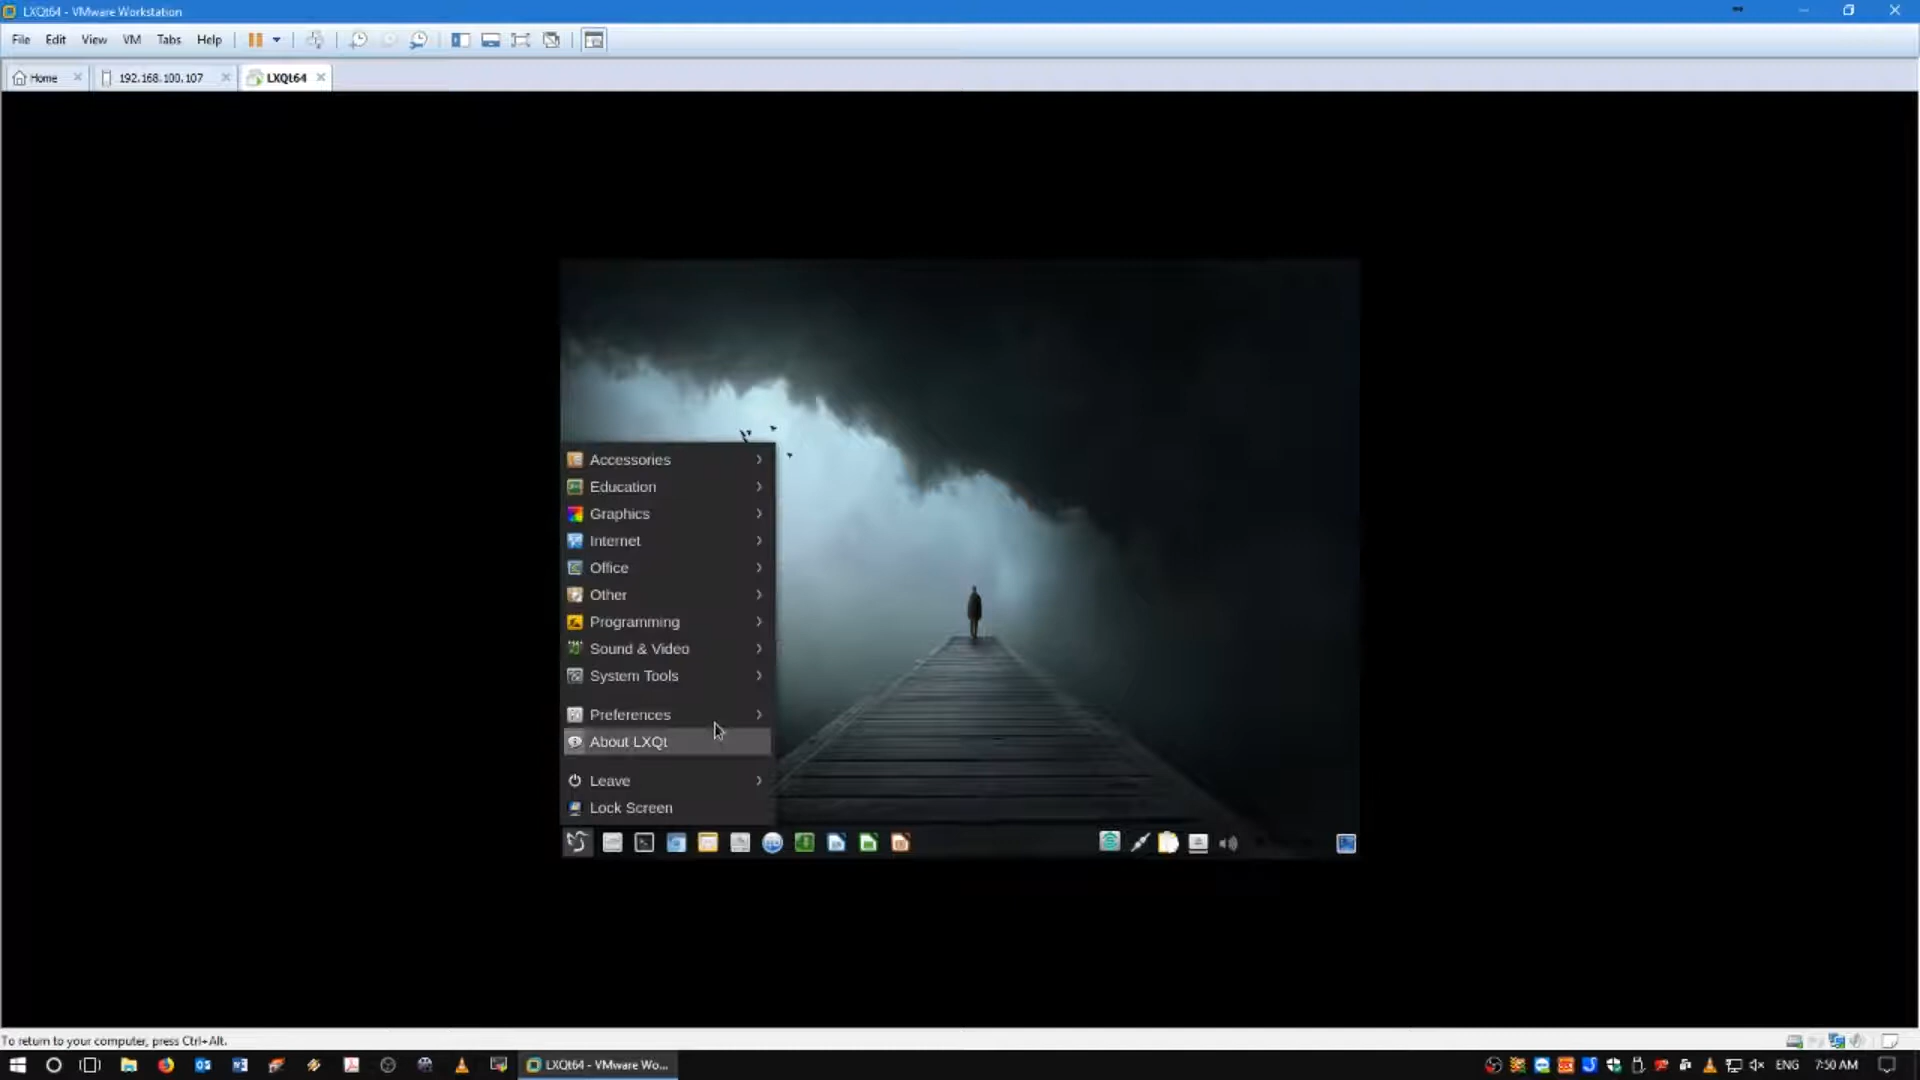 LXQt64 - VMware Workstation
File Edit View VM Tabs Help
Home 192.168.100.107 LXQt64
Accessories
Education
Graphics
Internet
Office
Other
Programming
Sound & Video
System Tools
Preferences
About LXQt
Leave
Lock Screen
To return to your computer, press Ctrl+Alt.
LXQt64 - VMware Wo... ENG 7:50 AM